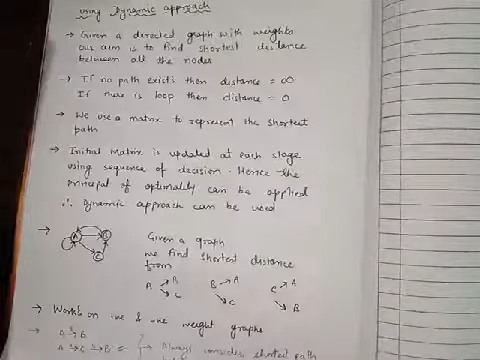 using Dynamic approach
→ Given a directed graph with weights
our aim is to find shortest distance
between all the nodes
→ If no path exists then distance = ∞
If there is loop then distance = 0
→ We use a matrix to represent the shortest
path
→ Initial Matrix is updated at each stage
using sequence of decision. Hence the
principal of optimality can be applied
∴ Dynamic approach can be used
→ A B C
Given a graph
we find shortest distance
from
A → B B → A C → A
→ C → C → B
→ Works on +ve & -ve weight graphs
→ A → B
A → C → B → Always considers shortest path